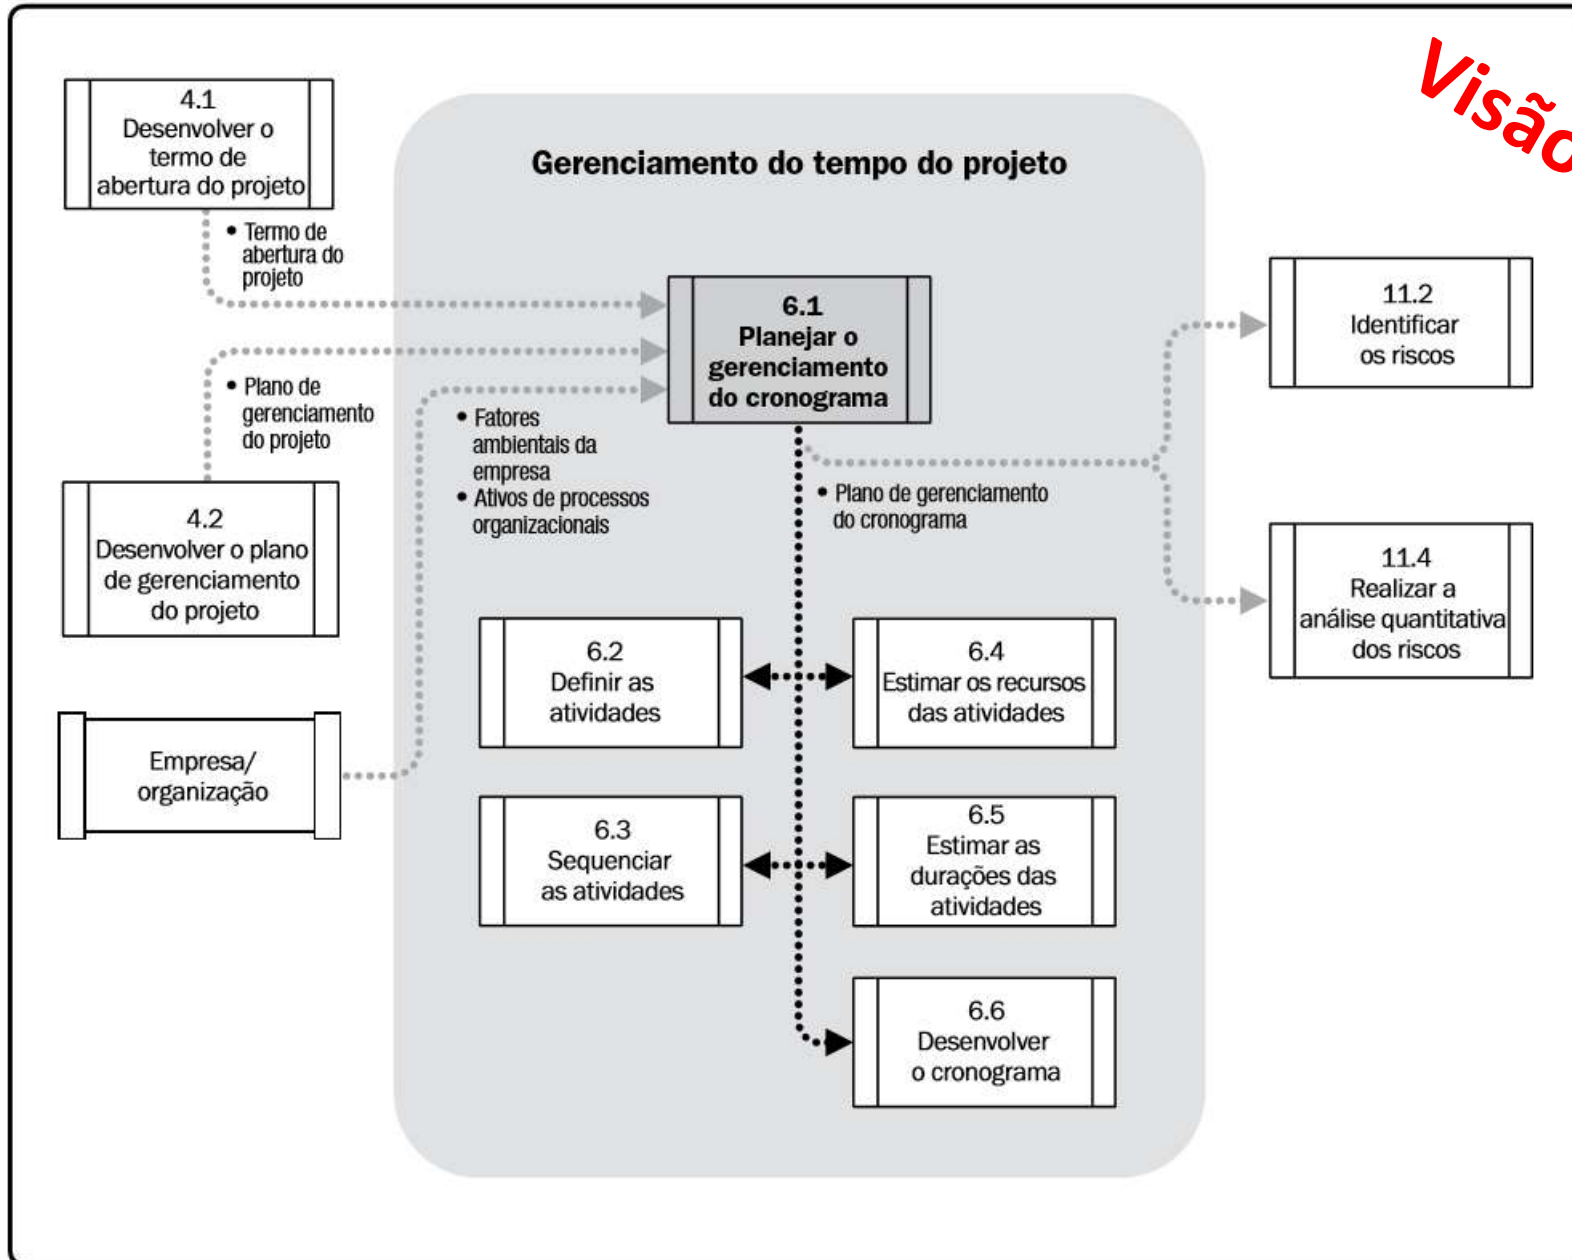 Visão
4.1
Desenvolver o
termo de
abertura do projeto
• Termo de
abertura do
projeto
Gerenciamento do tempo do projeto
6.1
Planejar o
gerenciamento
do cronograma
11.2
Identificar
os riscos
• Plano de
gerenciamento
do projeto
• Fatores
ambientais da
empresa
• Ativos de processos
organizacionais
• Plano de gerenciamento
do cronograma
4.2
Desenvolver o plano
de gerenciamento
do projeto
11.4
Realizar a
análise quantitativa
dos riscos
6.2
Definir as
atividades
6.4
Estimar os recursos
das atividades
Empresa/
organização
6.3
Sequenciar
as atividades
6.5
Estimar as
durações das
atividades
6.6
Desenvolver
o cronograma